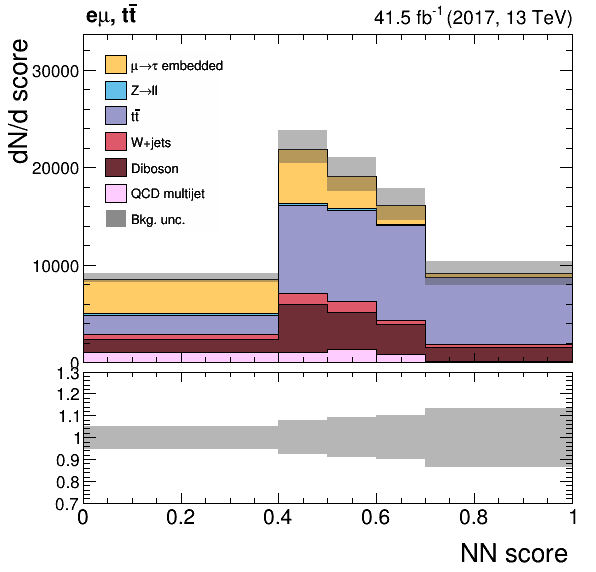 eμ, tt̄ 41.5 fb⁻¹ (2017, 13 TeV)
dN/d score
30000
20000
10000
0
μ→τ embedded
Z→ll
tt̄
W+jets
Diboson
QCD multijet
Bkg. unc.
1.3
1.2
1.1
1
0.9
0.8
0.7
0 0.2 0.4 0.6 0.8 1
NN score